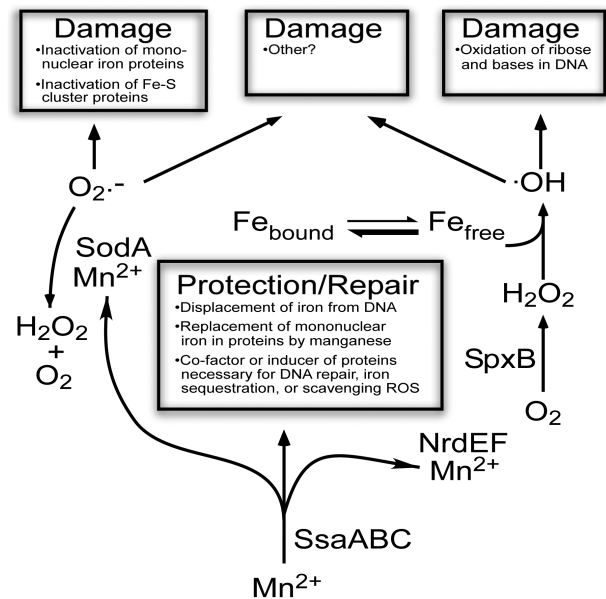 Damage
•Inactivation of mono-
nuclear iron proteins
•Inactivation of Fe-S
cluster proteins
Damage
•Other?
Damage
•Oxidation of ribose
and bases in DNA
O₂·-
·OH
Fe_bound
Fe_free
SodA
Mn²⁺
H₂O₂
+
O₂
Protection/Repair
•Displacement of iron from DNA
•Replacement of mononuclear
iron in proteins by manganese
•Co-factor or inducer of proteins
necessary for DNA repair, iron
sequestration, or scavenging ROS
H₂O₂
SpxB
O₂
NrdEF
Mn²⁺
SsaABC
Mn²⁺